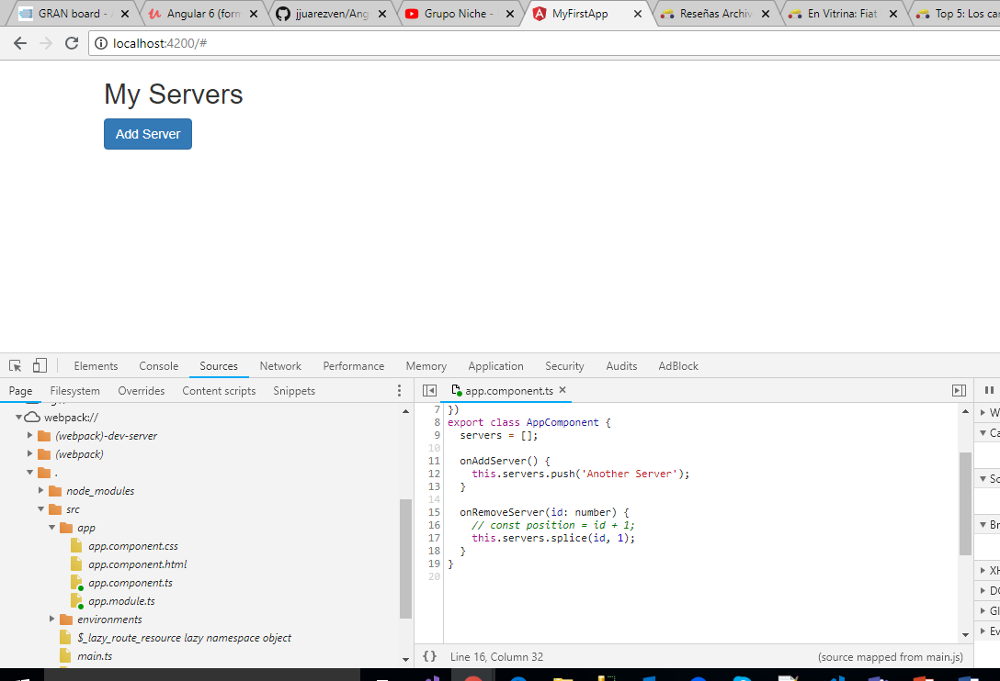 GRAN board - Angular 6 (form jjuarezven/Ang Grupo Niche - MyFirstApp Reseñas Archiv En Vitrina: Fiat Top 5: Los car
localhost:4200/#
My Servers
Add Server
Elements Console Sources Network Performance Memory Application Security Audits AdBlock
Page Filesystem Overrides Content scripts Snippets
app.component.ts
webpack://
(webpack)-dev-server
(webpack)
.
node_modules
src
app
app.component.css
app.component.html
app.component.ts
app.module.ts
environments
$_lazy_route_resource lazy namespace object
main.ts
7 })
8 export class AppComponent {
9 servers = [];
10
11 onAddServer() {
12 this.servers.push('Another Server');
13 }
14
15 onRemoveServer(id: number) {
16 // const position = id + 1;
17 this.servers.splice(id, 1);
18 }
19 }
20
{} Line 16, Column 32 (source mapped from main.js)
W
Ca
Sc
Br
XH
DO
Gl
Ev